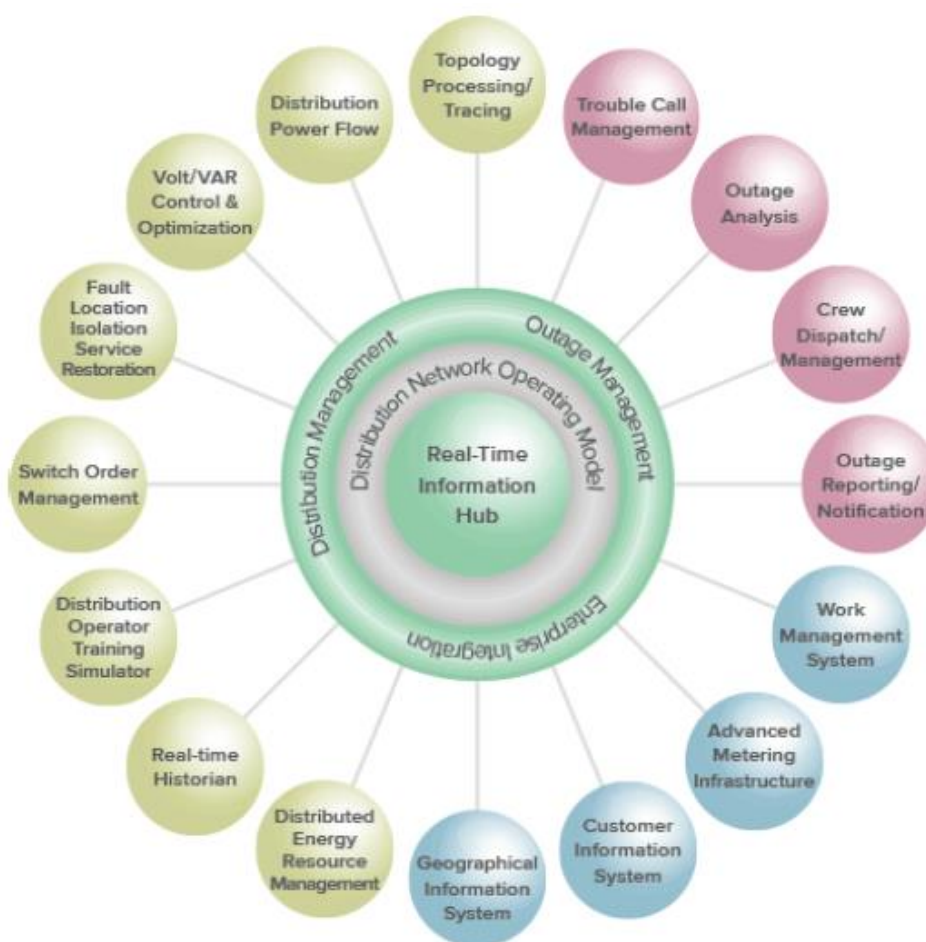 Topology
Processing/
Tracing
Trouble Call
Management
Outage
Analysis
Crew
Dispatch/
Management
Outage
Reporting/
Notification
Work
Management
System
Advanced
Metering
Infrastructure
Customer
Information
System
Geographical
Information
System
Distributed
Energy
Resource
Management
Real-time
Historian
Distribution
Operator
Training
Simulator
Switch Order
Management
Fault
Location
Isolation
Service
Restoration
Volt/VAR
Control &
Optimization
Distribution
Power Flow
Distribution Management
Outage Management
Enterprise Integration
Distribution Network Operating Model
Real-Time
Information
Hub